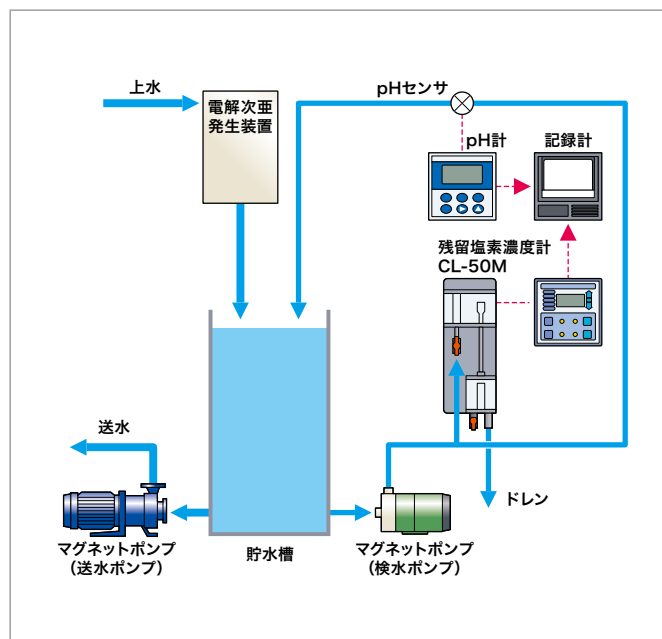 上水
電解次亜
発生装置
pHセンサ
pH計
記録計
残留塩素濃度計
CL-50M
送水
ドレン
マグネットポンプ
（送水ポンプ）
貯水槽
マグネットポンプ
（検水ポンプ）